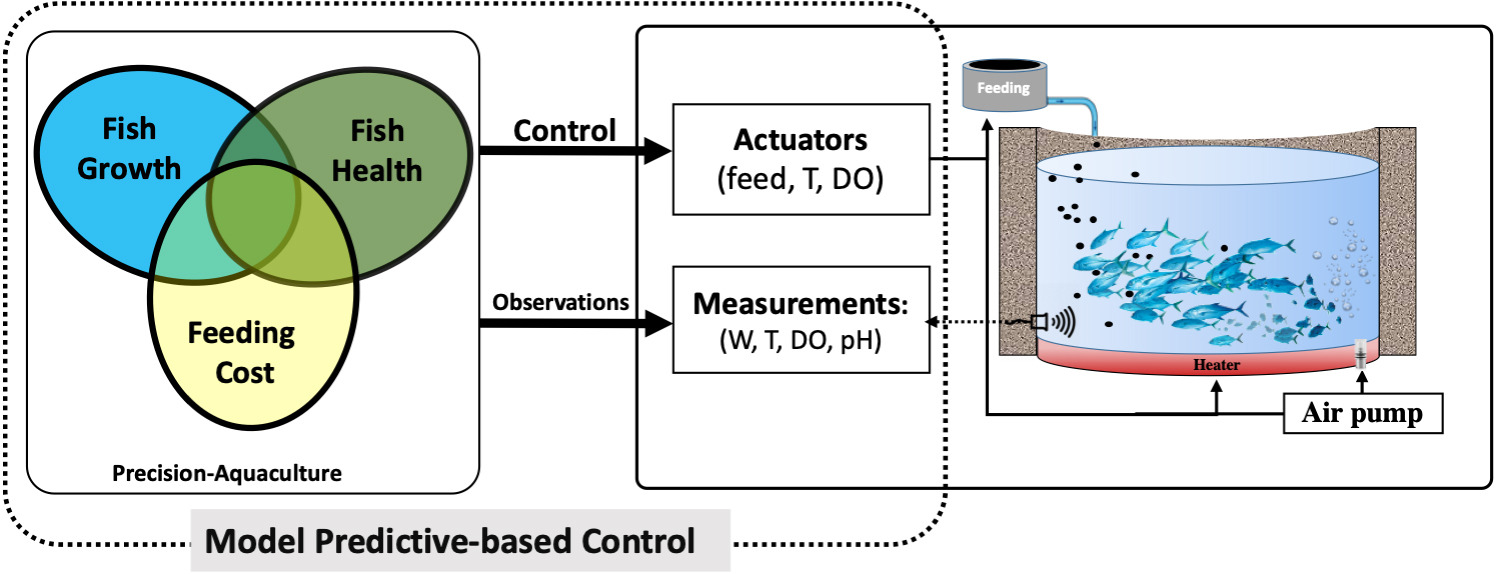 Fish
Growth
Fish
Health
Feeding
Cost
Precision-Aquaculture
Control
Observations
Actuators
(feed, T, DO)
Measurements:
(W, T, DO, pH)
Feeding
Heater
Air pump
Model Predictive-based Control